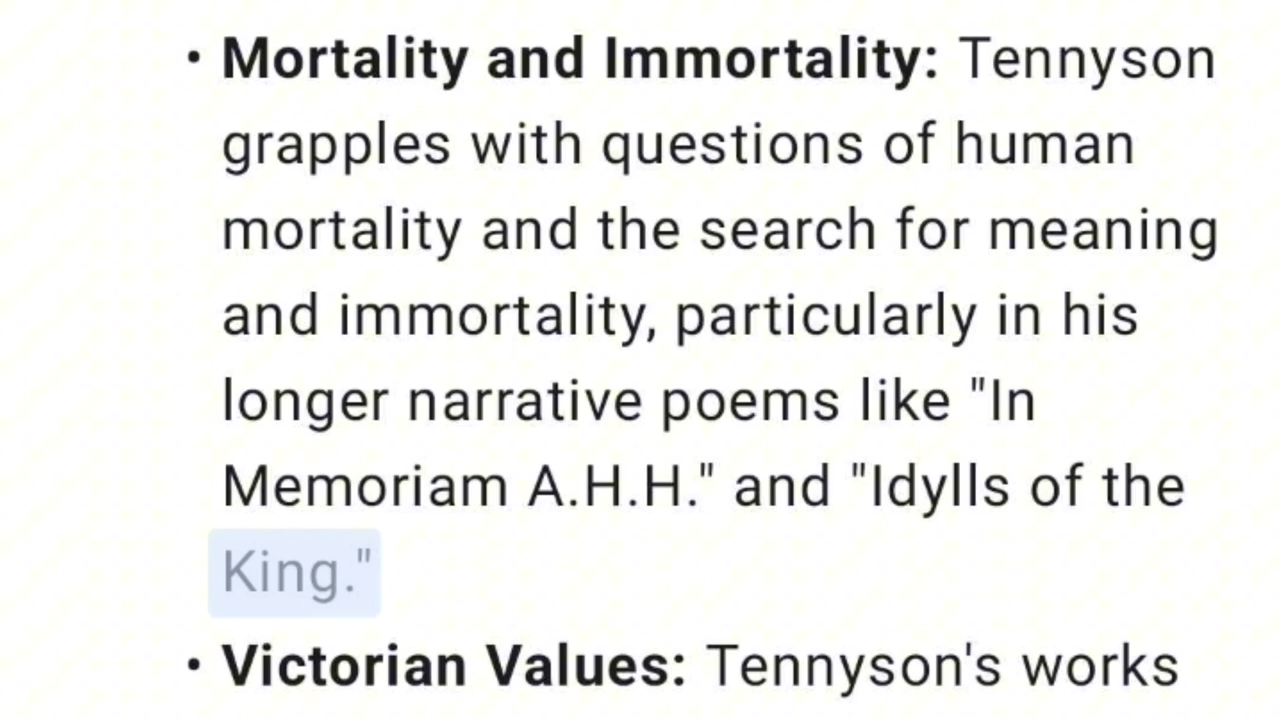 • Mortality and Immortality: Tennyson
grapples with questions of human
mortality and the search for meaning
and immortality, particularly in his
longer narrative poems like "In
Memoriam A.H.H." and "Idylls of the
King."
• Victorian Values: Tennyson's works